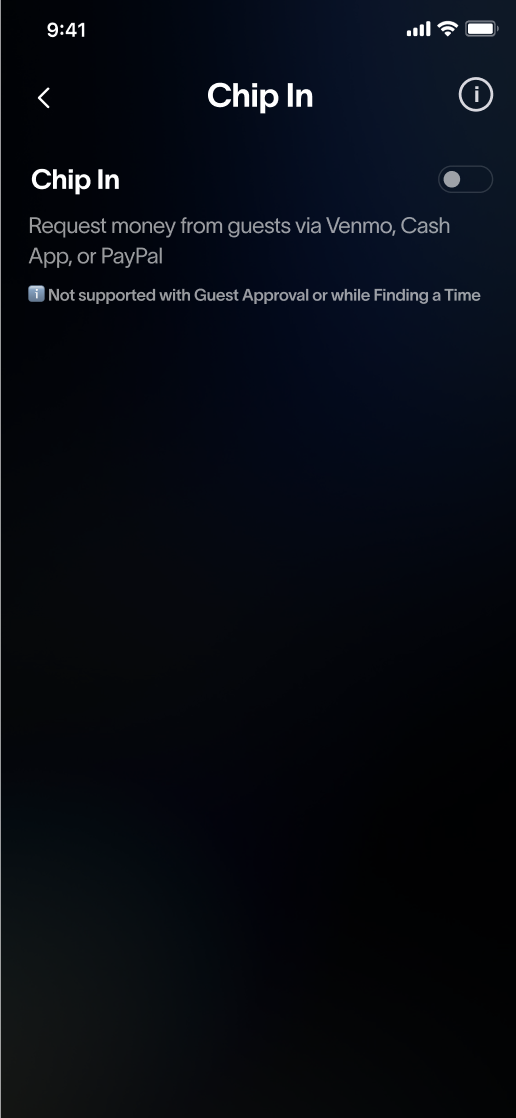 9:41
Chip In
Chip In
Request money from guests via Venmo, Cash
App, or PayPal
ℹ️ Not supported with Guest Approval or while Finding a Time